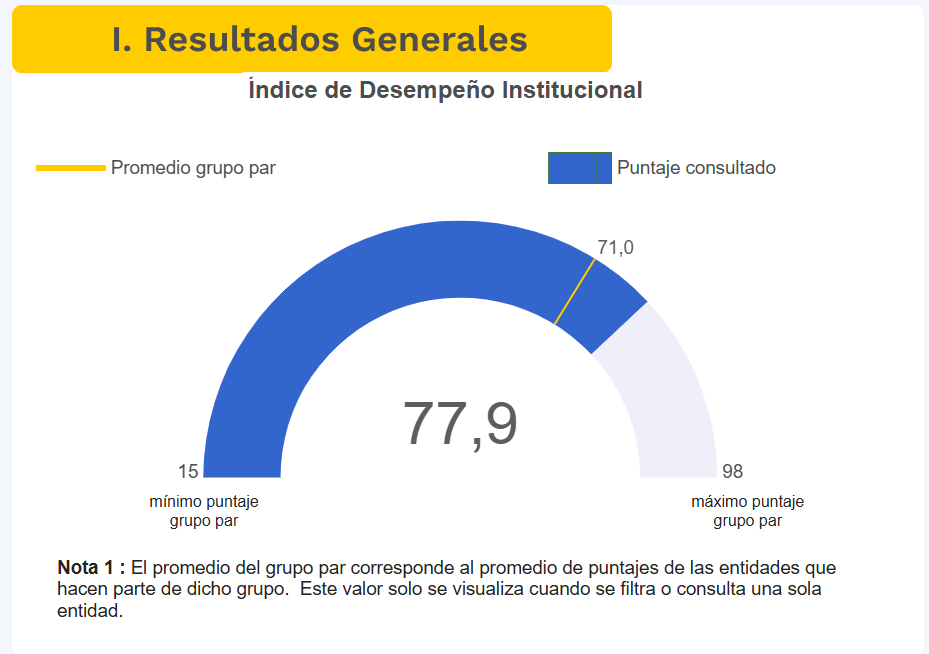 I. Resultados Generales
Índice de Desempeño Institucional
Promedio grupo par
Puntaje consultado
71,0
77,9
15
98
mínimo puntaje
grupo par
máximo puntaje
grupo par
Nota 1 : El promedio del grupo par corresponde al promedio de puntajes de las entidades que
hacen parte de dicho grupo.  Este valor solo se visualiza cuando se filtra o consulta una sola
entidad.